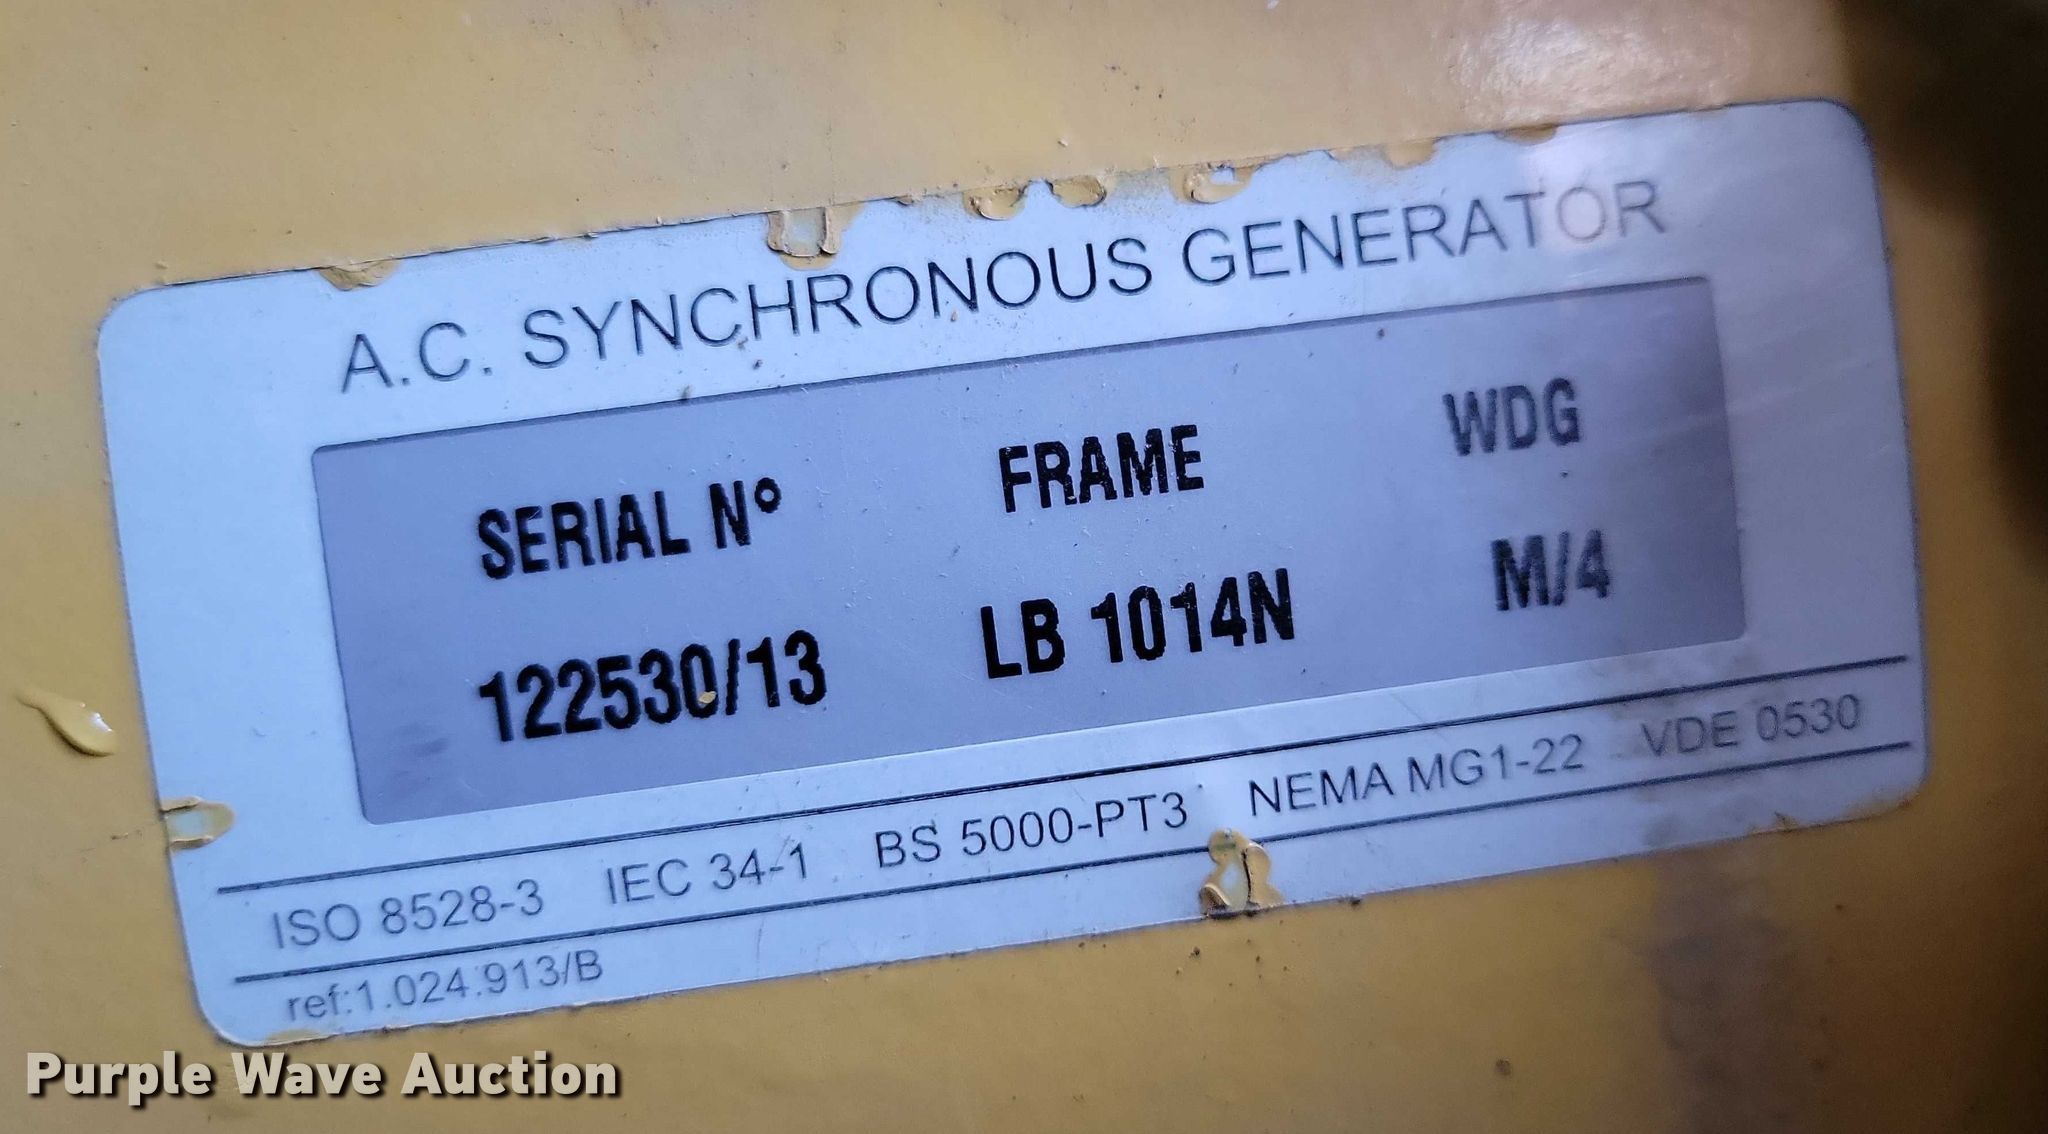 A.C. SYNCHRONOUS GENERATOR
SERIAL Nº FRAME WDG
122530/13 LB 1014N M/4
ISO 8528-3 IEC 34-1 BS 5000-PT3 NEMA MG1-22 VDE 0530
ref:1.024.913/B
Purple Wave Auction